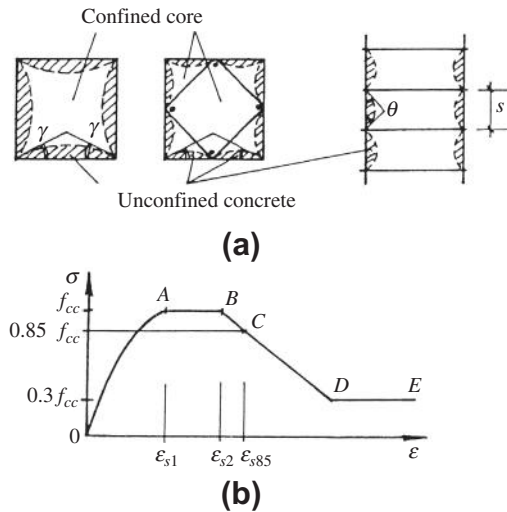 Confined core
γ γ
θ
s
Unconfined concrete
(a)
σ
f_cc
A B
C
0.85 f_cc
D E
0.3 f_cc
0
ε_s1 ε_s2 ε_s85 ε
(b)